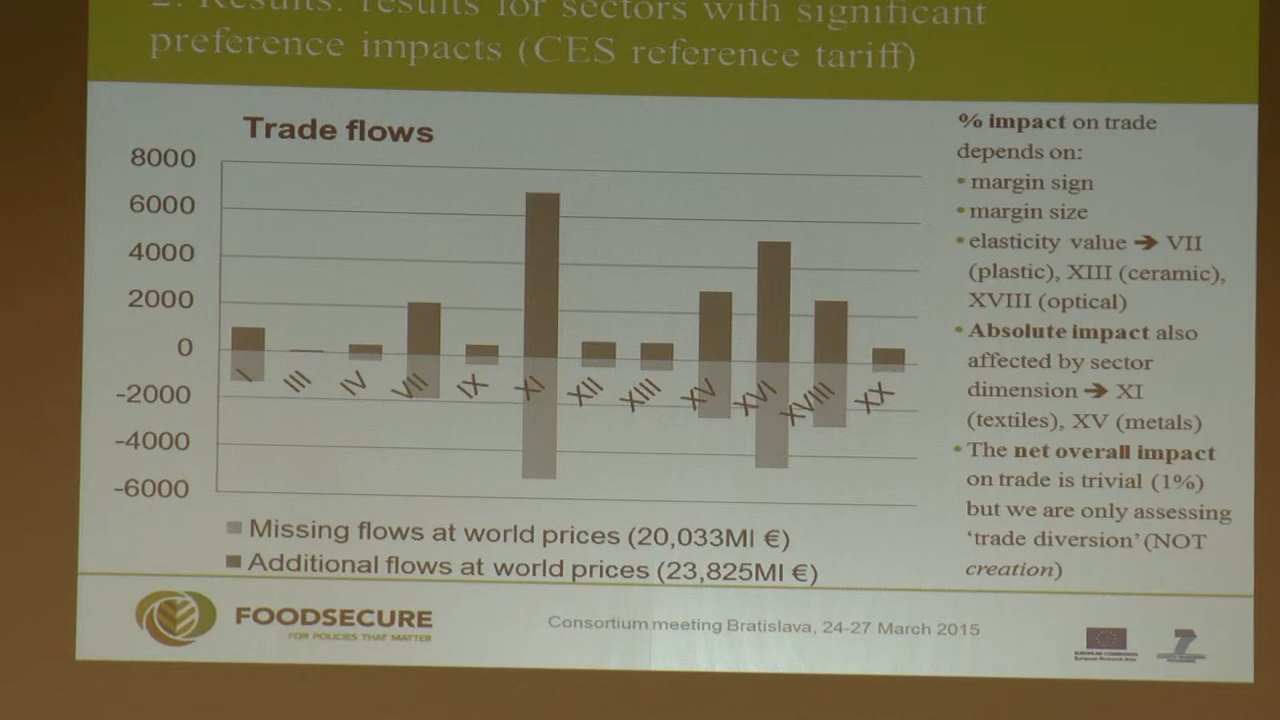 2. Results: results for sectors with significant
preference impacts (CES reference tariff)
Trade flows
8000
6000
4000
2000
0
-2000
-4000
-6000
I III IV VII IX XI XII XIII XV XVI XVIII XX
Missing flows at world prices (20,033Ml €)
Additional flows at world prices (23,825Ml €)
% impact on trade
depends on:
• margin sign
• margin size
• elasticity value ➔ VII
(plastic), XIII (ceramic),
XVIII (optical)
• Absolute impact also
affected by sector
dimension ➔ XI
(textiles), XV (metals)
• The net overall impact
on trade is trivial (1%)
but we are only assessing
‘trade diversion’ (NOT
creation)
FOODSECURE
FOR POLICIES THAT MATTER
Consortium meeting Bratislava, 24-27 March 2015
EUROPEAN COMMISSION
European Research Area